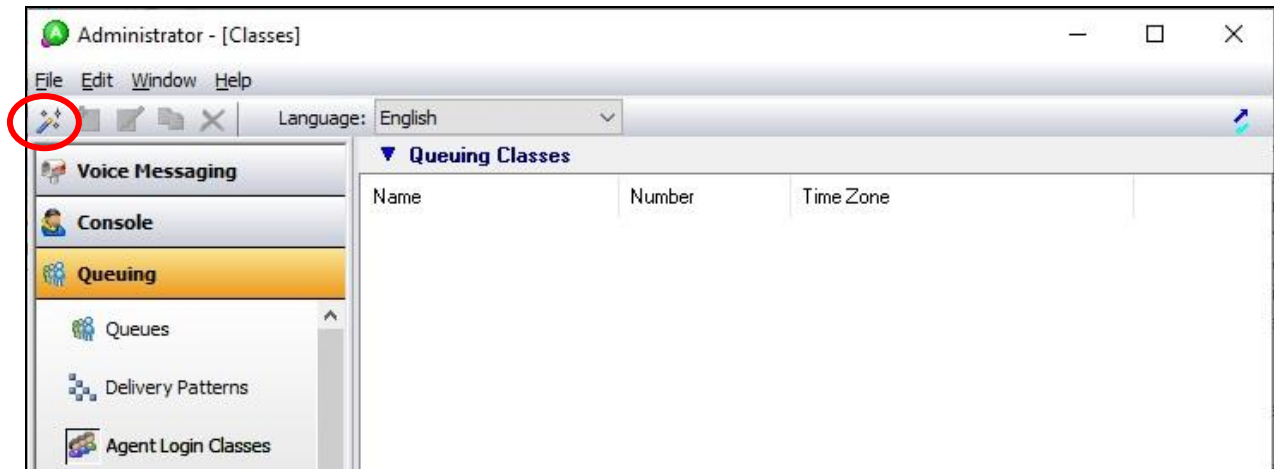 Administrator - [Classes]
File Edit Window Help
Language: English
Voice Messaging
Console
Queuing
Queues
Delivery Patterns
Agent Login Classes
Queuing Classes
Name Number Time Zone